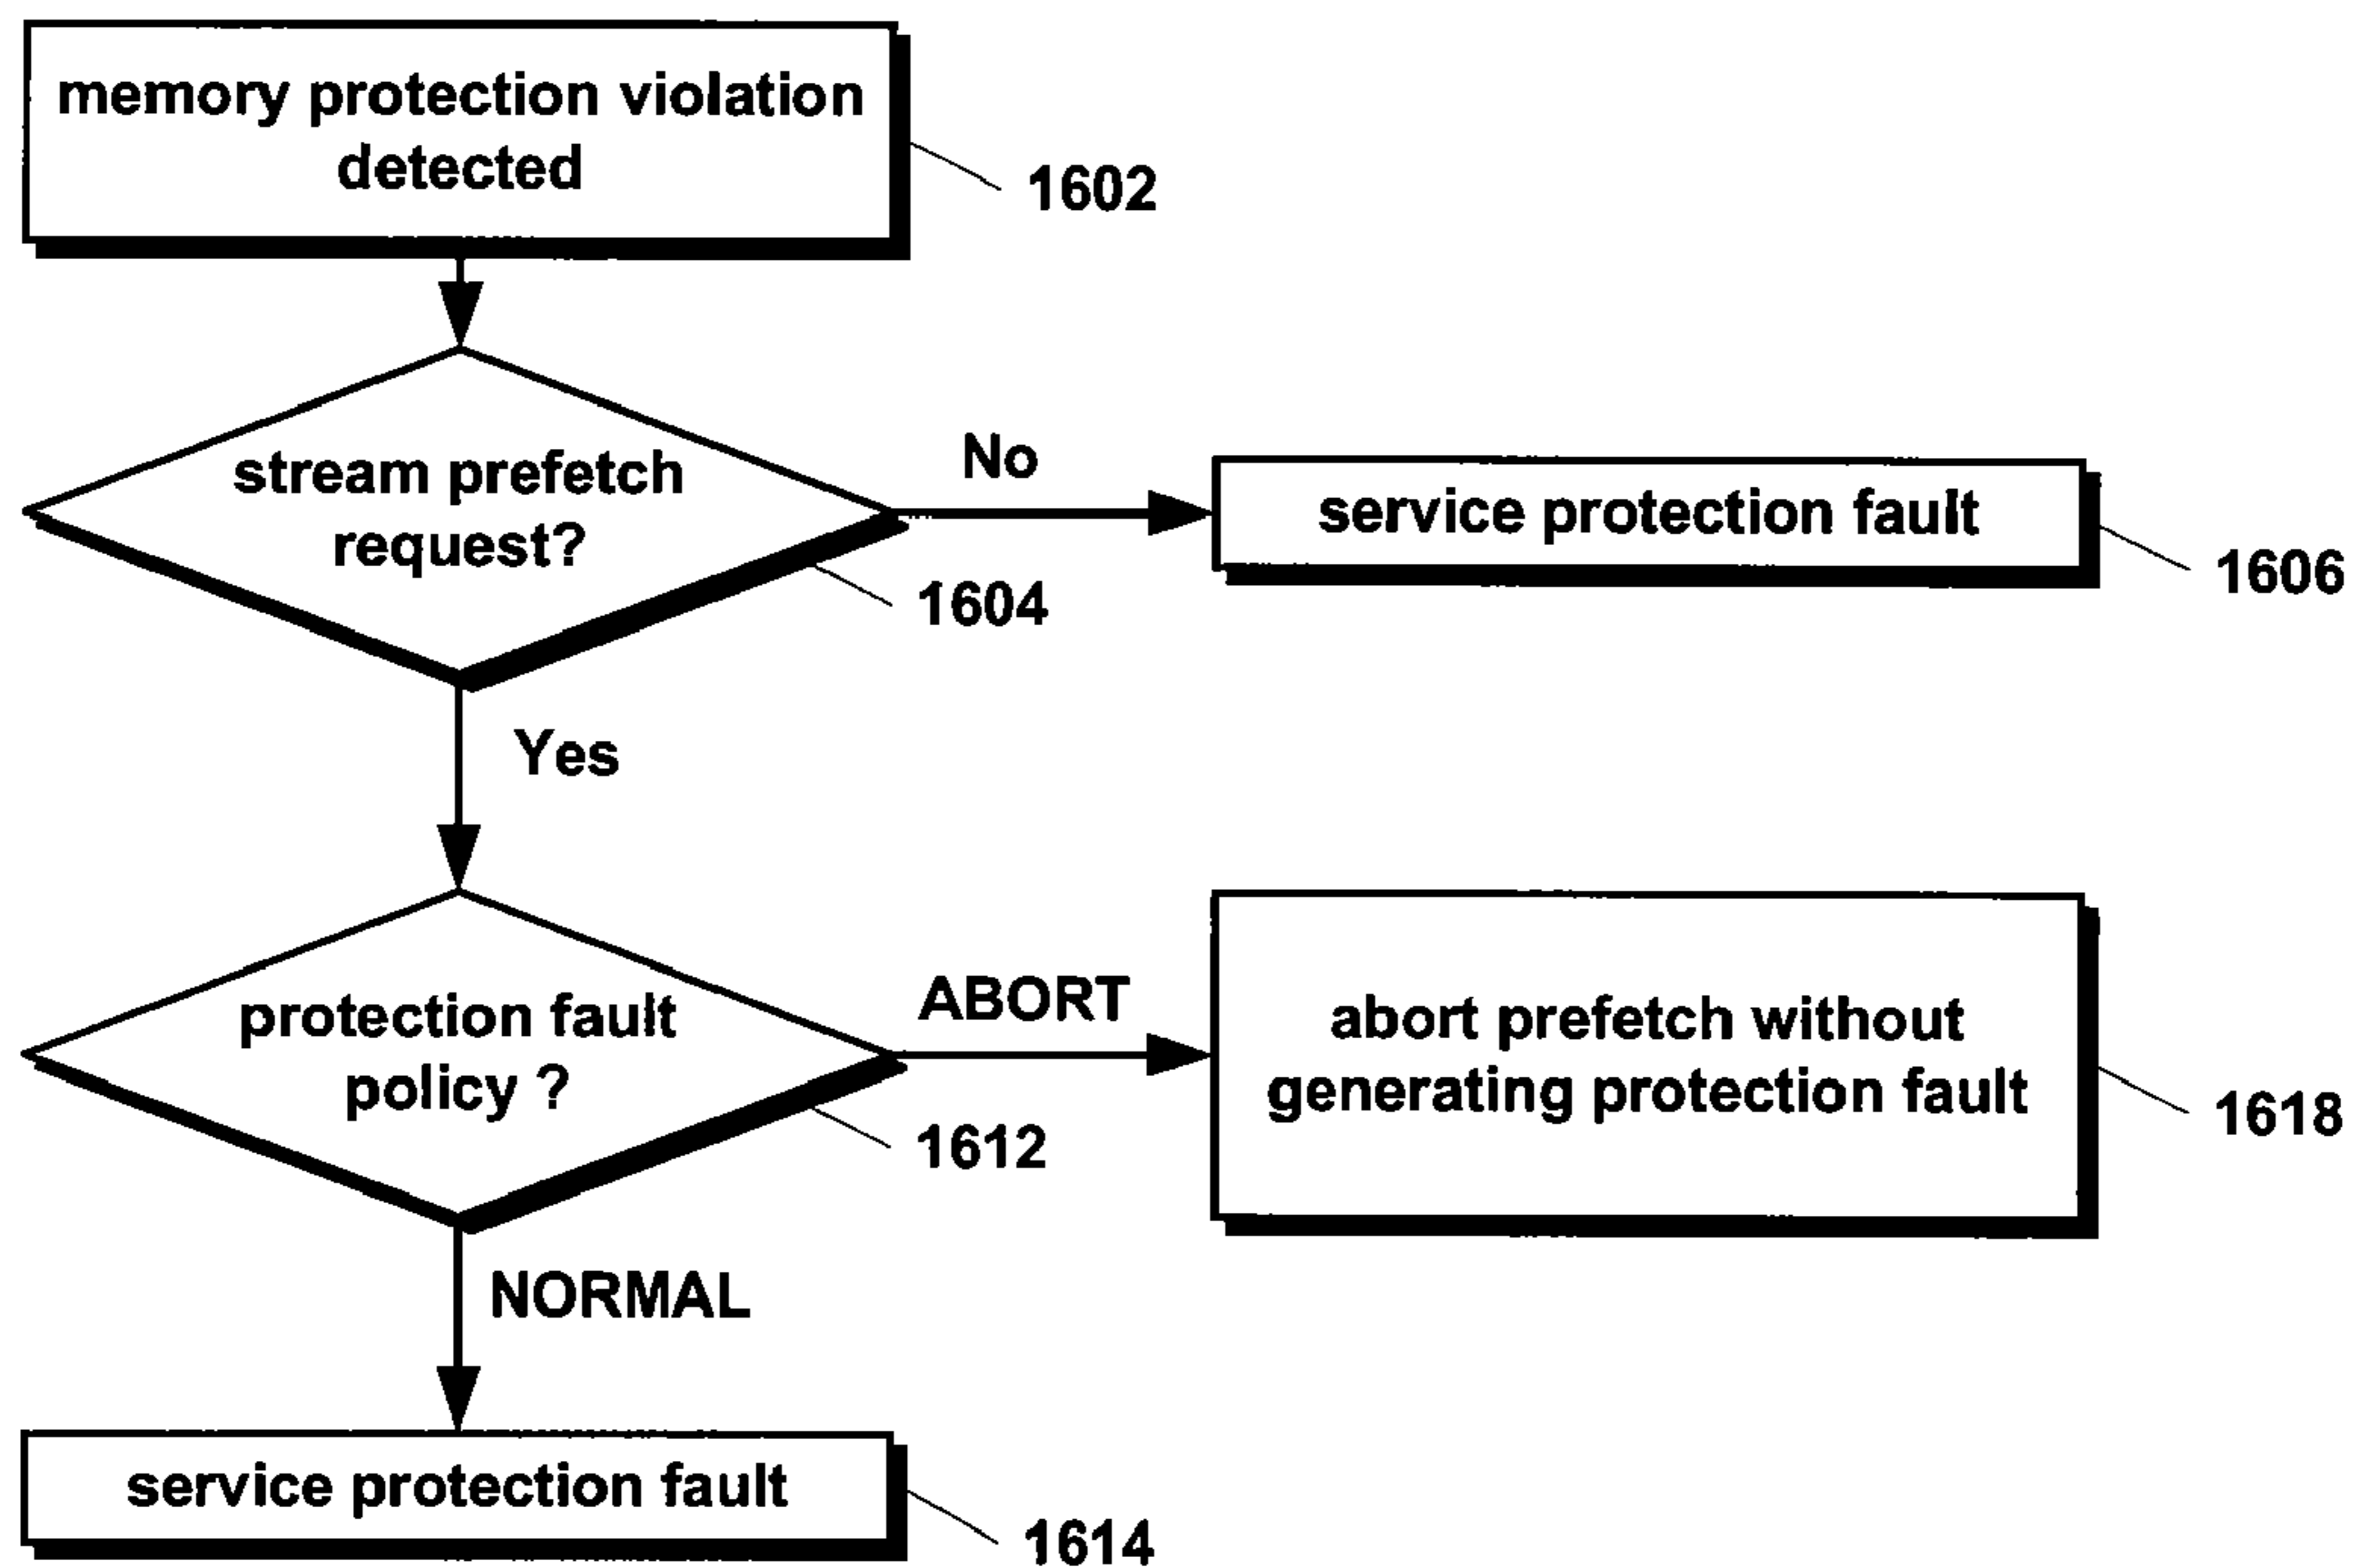 memory protection violation
detected
1602
stream prefetch
request?
No
service protection fault
1604
1606
Yes
protection fault
policy ?
ABORT
abort prefetch without
generating protection fault
1612
1618
NORMAL
service protection fault
1614